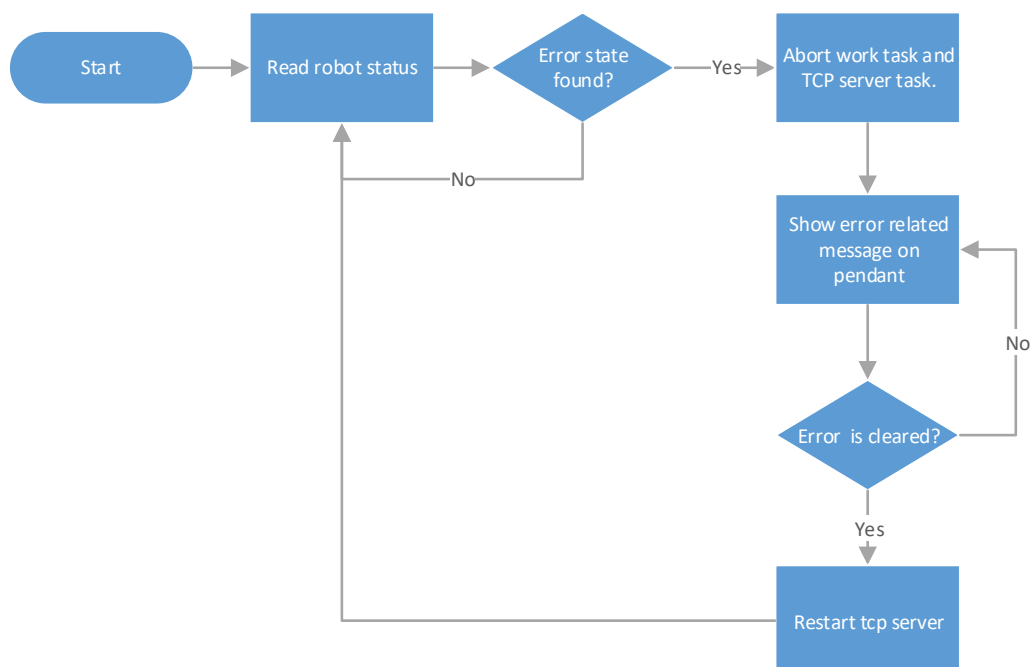 Start
Read robot status
Error state
found?
Yes
Abort work task and
TCP server task.
No
Show error related
message on
pendant
No
Error is cleared?
Yes
Restart tcp server